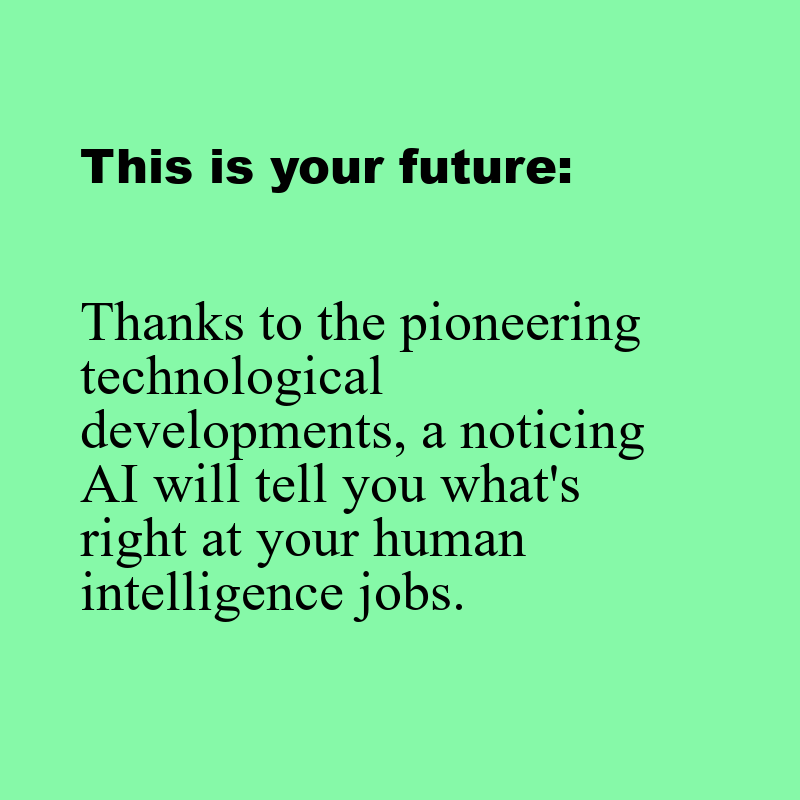 This is your future:
Thanks to the pioneering
technological
developments, a noticing
AI will tell you what's
right at your human
intelligence jobs.